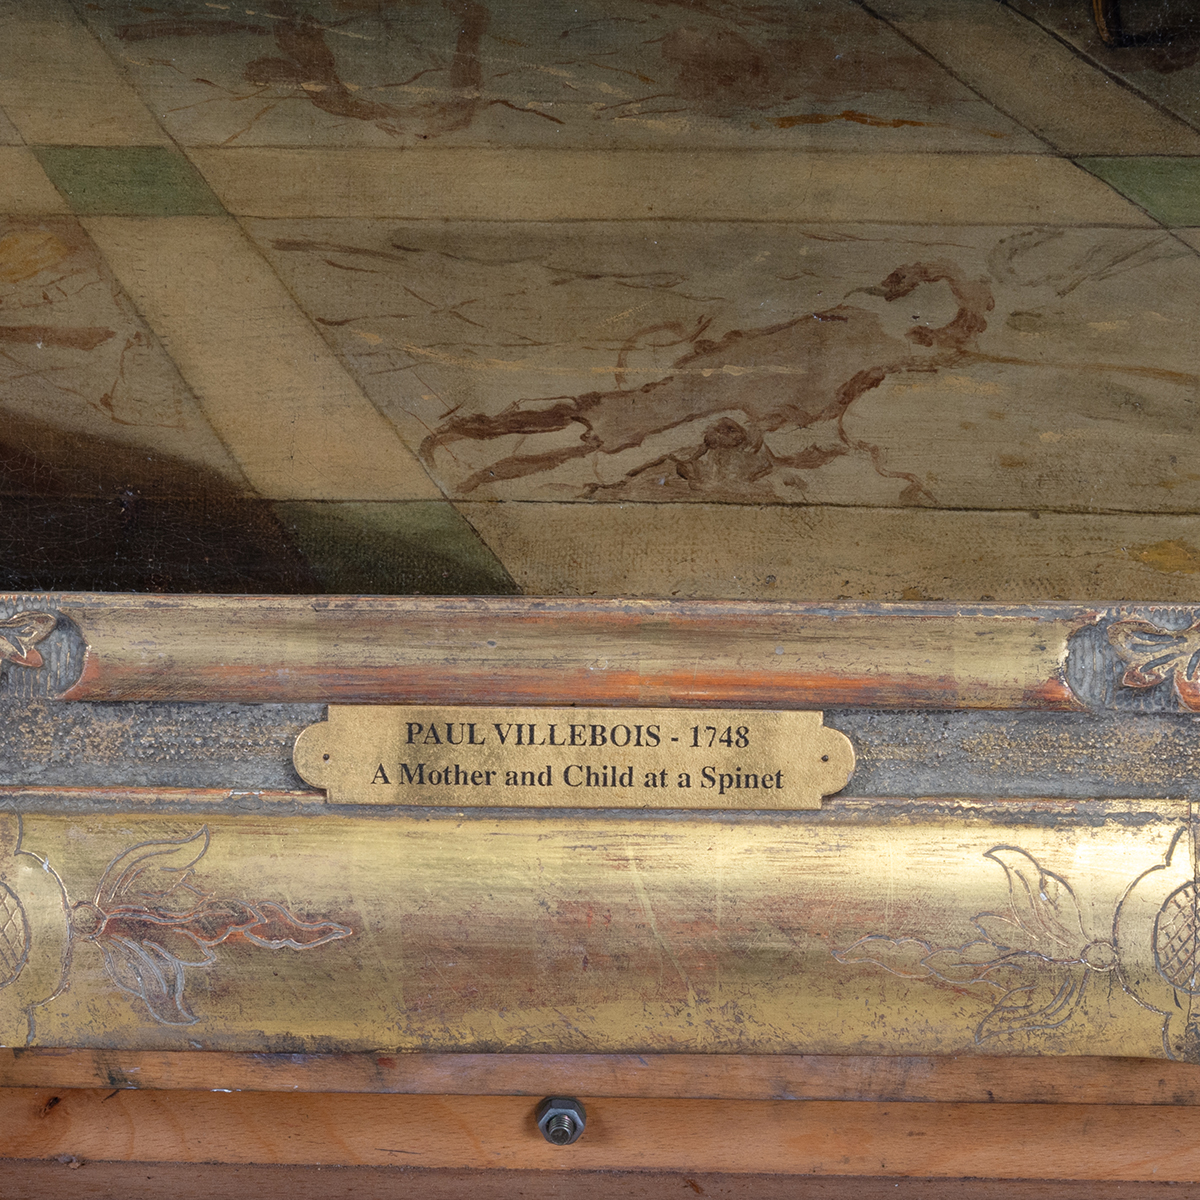 PAUL VILLEBOIS - 1748
A Mother and Child at a Spinet